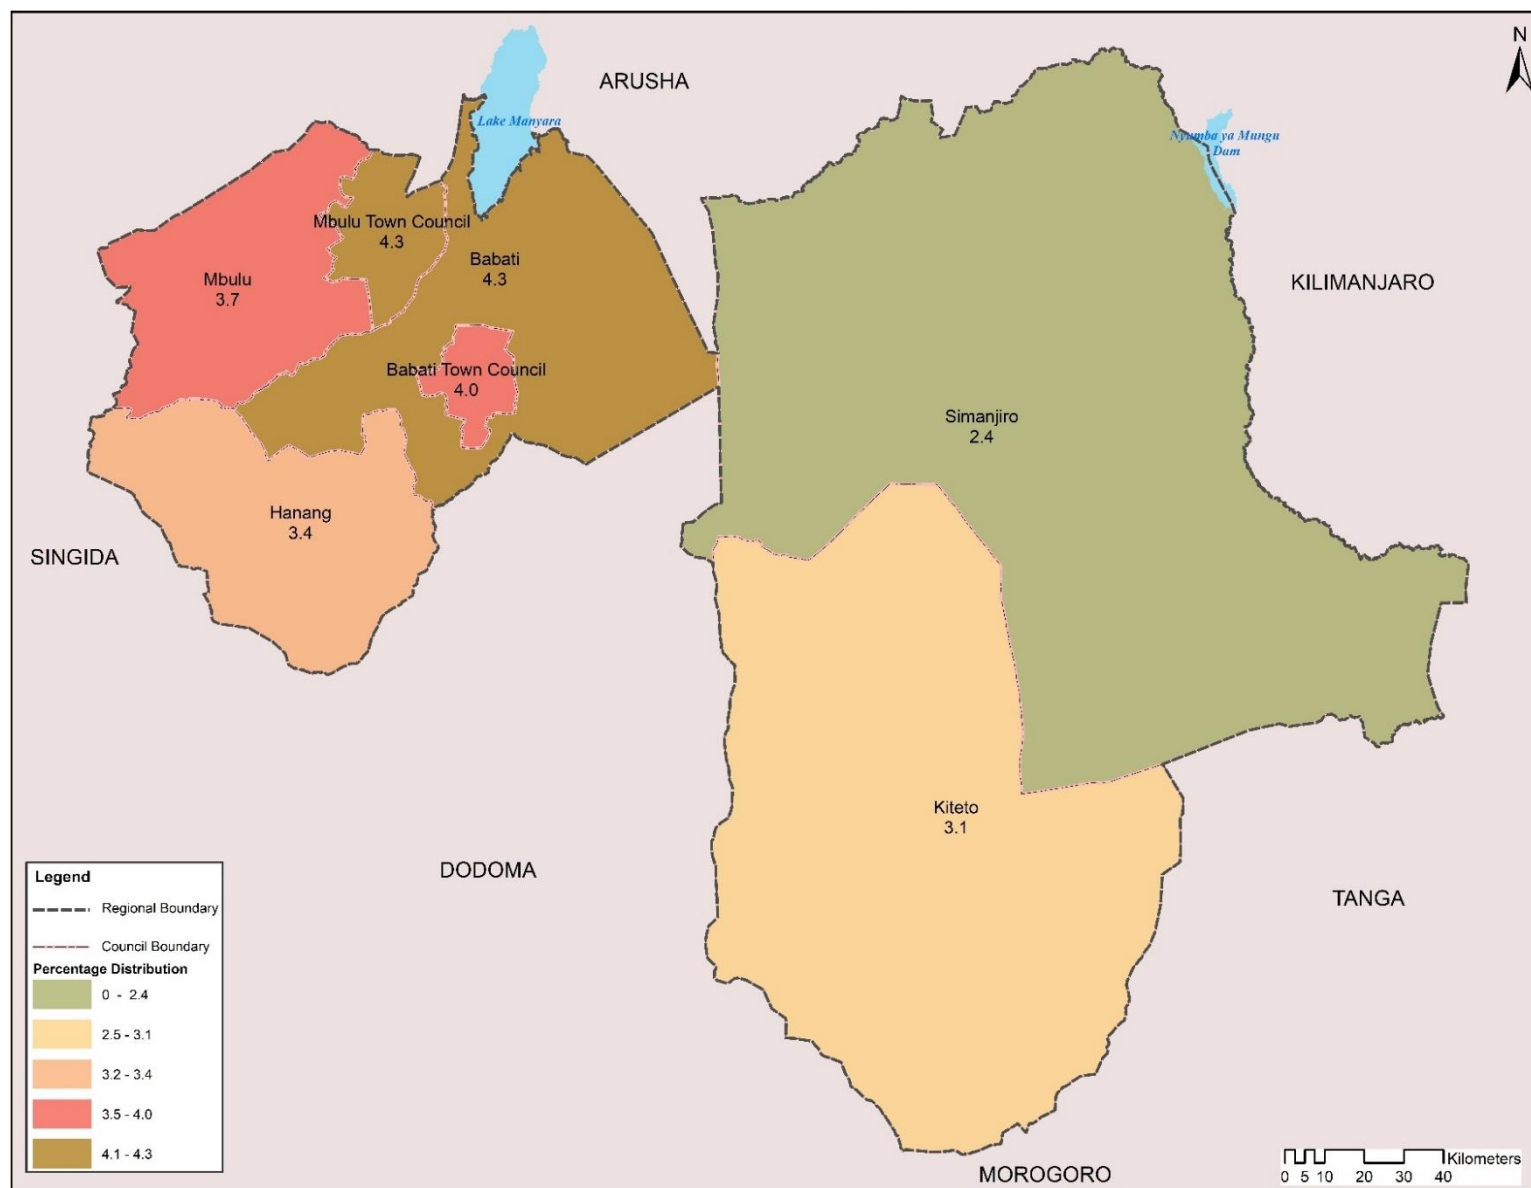 N
ARUSHA
Lake Manyara
Nyumba ya Mungu
Dam
Mbulu Town Council
4.3
Babati
4.3
Mbulu
3.7
KILIMANJARO
Babati Town Council
4.0
Simanjiro
2.4
Hanang
3.4
SINGIDA
Kiteto
3.1
DODOMA
TANGA
MOROGORO
Legend
Regional Boundary
Council Boundary
Percentage Distribution
0 - 2.4
2.5 - 3.1
3.2 - 3.4
3.5 - 4.0
4.1 - 4.3
Kilometers
0 5 10 20 30 40